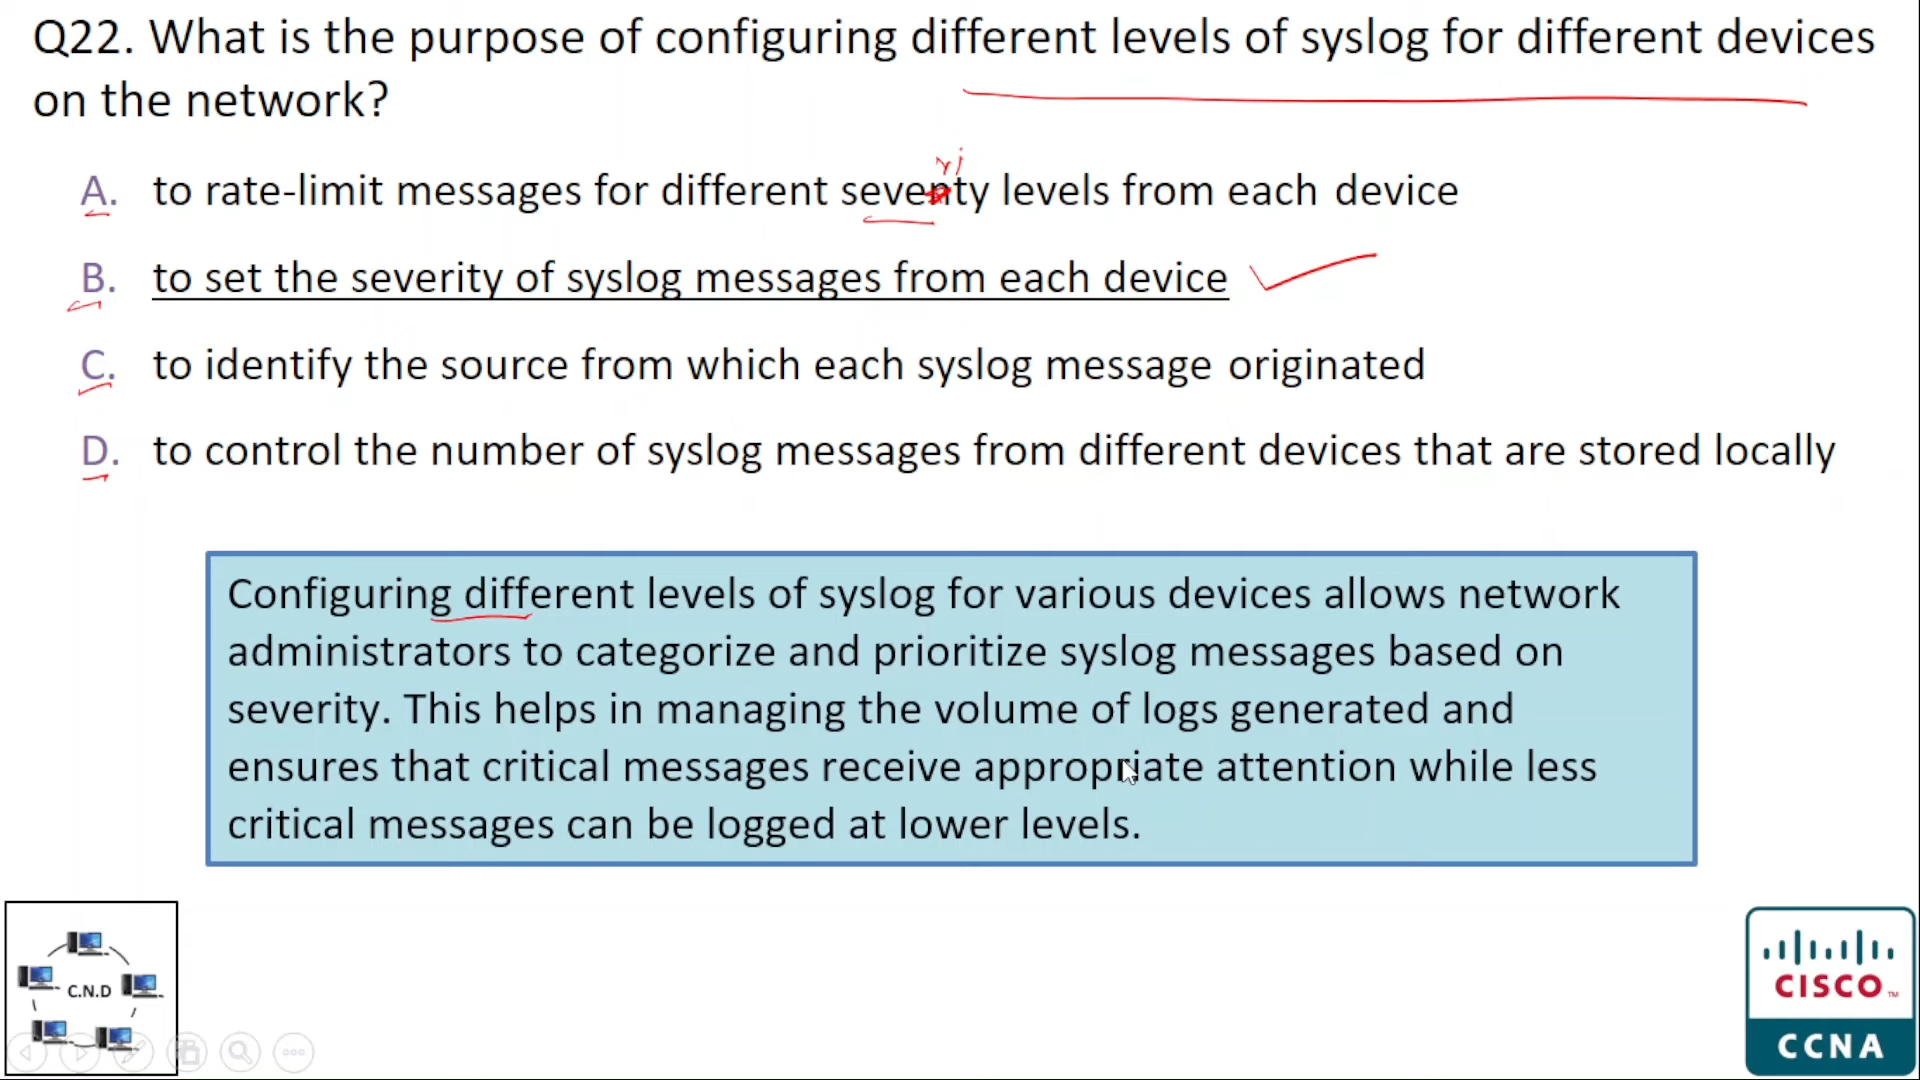 Q22. What is the purpose of configuring different levels of syslog for different devices
on the network?
ri
A. to rate-limit messages for different seventy levels from each device
B. to set the severity of syslog messages from each device
C. to identify the source from which each syslog message originated
D. to control the number of syslog messages from different devices that are stored locally
Configuring different levels of syslog for various devices allows network
administrators to categorize and prioritize syslog messages based on
severity. This helps in managing the volume of logs generated and
ensures that critical messages receive appropriate attention while less
critical messages can be logged at lower levels.
C.N.D
CISCO™
CCNA